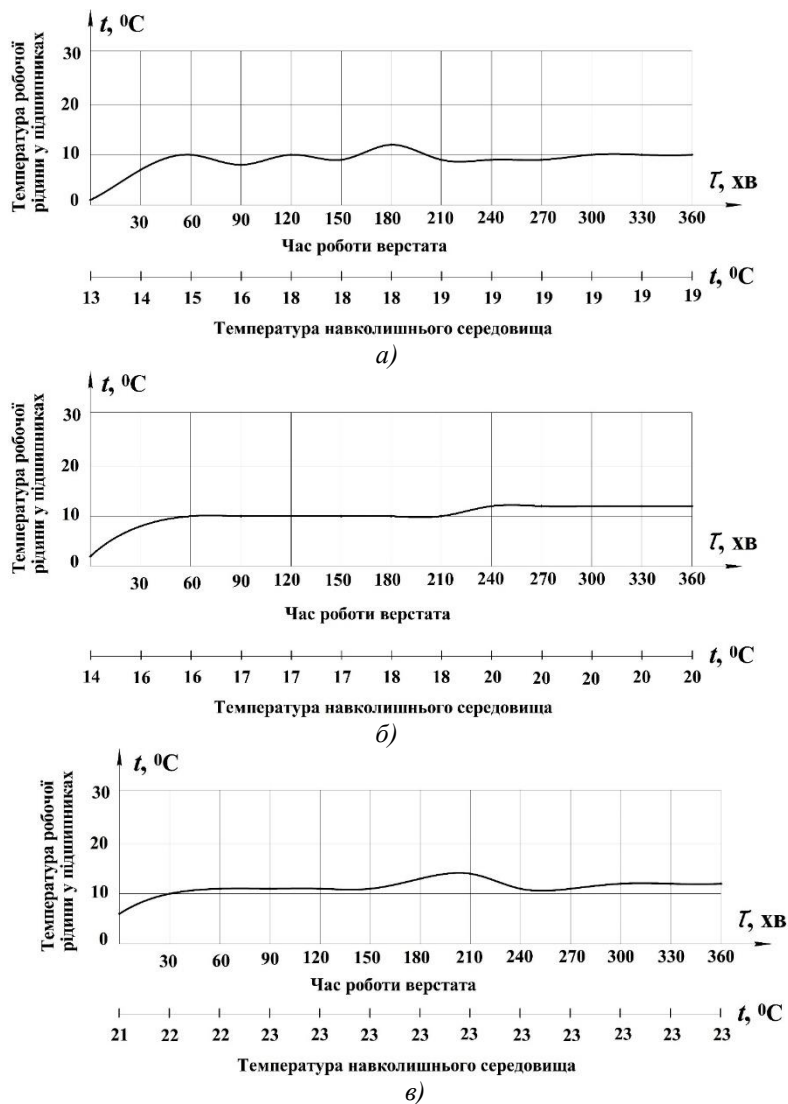 t, ⁰C
Температура робочої
рідини у підшипниках
30
20
10
0
30 60 90 120 150 180 210 240 270 300 330 360
τ, хв
Час роботи верстата
t, ⁰C
13 14 15 16 18 18 18 19 19 19 19 19 19
Температура навколишнього середовища
а)
t, ⁰C
Температура робочої
рідини у підшипниках
30
20
10
0
30 60 90 120 150 180 210 240 270 300 330 360
τ, хв
Час роботи верстата
t, ⁰C
14 16 16 17 17 17 18 18 20 20 20 20 20
Температура навколишнього середовища
б)
t, ⁰C
Температура робочої
рідини у підшипниках
30
20
10
0
30 60 90 120 150 180 210 240 270 300 330 360
τ, хв
Час роботи верстата
t, ⁰C
21 22 22 23 23 23 23 23 23 23 23 23 23
Температура навколишнього середовища
в)